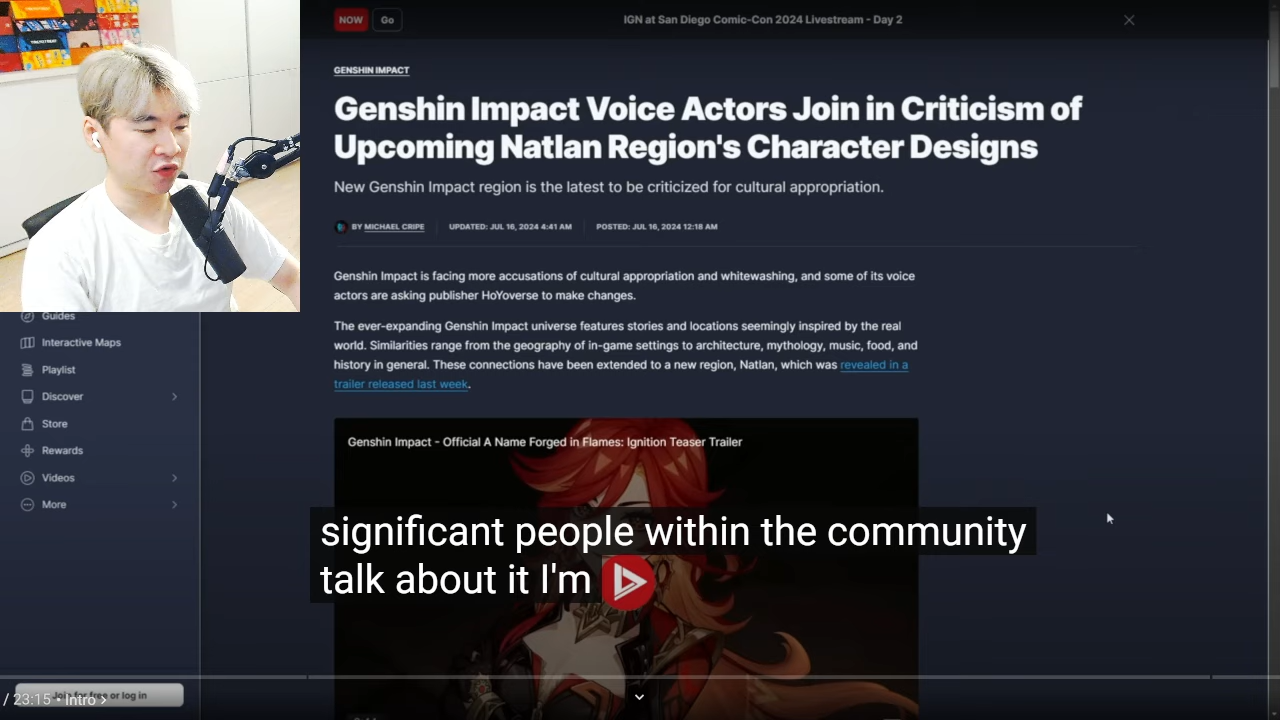 NOW Go IGN at San Diego Comic-Con 2024 Livestream - Day 2
GENSHIN IMPACT
Genshin Impact Voice Actors Join in Criticism of
Upcoming Natlan Region's Character Designs
New Genshin Impact region is the latest to be criticized for cultural appropriation.
BY MICHAEL CRIPE UPDATED: JUL 16, 2024 4:41 AM POSTED: JUL 16, 2024 12:18 AM
Genshin Impact is facing more accusations of cultural appropriation and whitewashing, and some of its voice
actors are asking publisher HoYoverse to make changes.
The ever-expanding Genshin Impact universe features stories and locations seemingly inspired by the real
world. Similarities range from the geography of in-game settings to architecture, mythology, music, food, and
history in general. These connections have been extended to a new region, Natlan, which was revealed in a
trailer released last week.
Guides
Interactive Maps
Playlist
Discover
Store
Rewards
Videos
More
Genshin Impact - Official A Name Forged in Flames: Ignition Teaser Trailer
significant people within the community
talk about it I'm
Join for free or log in
/ 23:15 • Intro